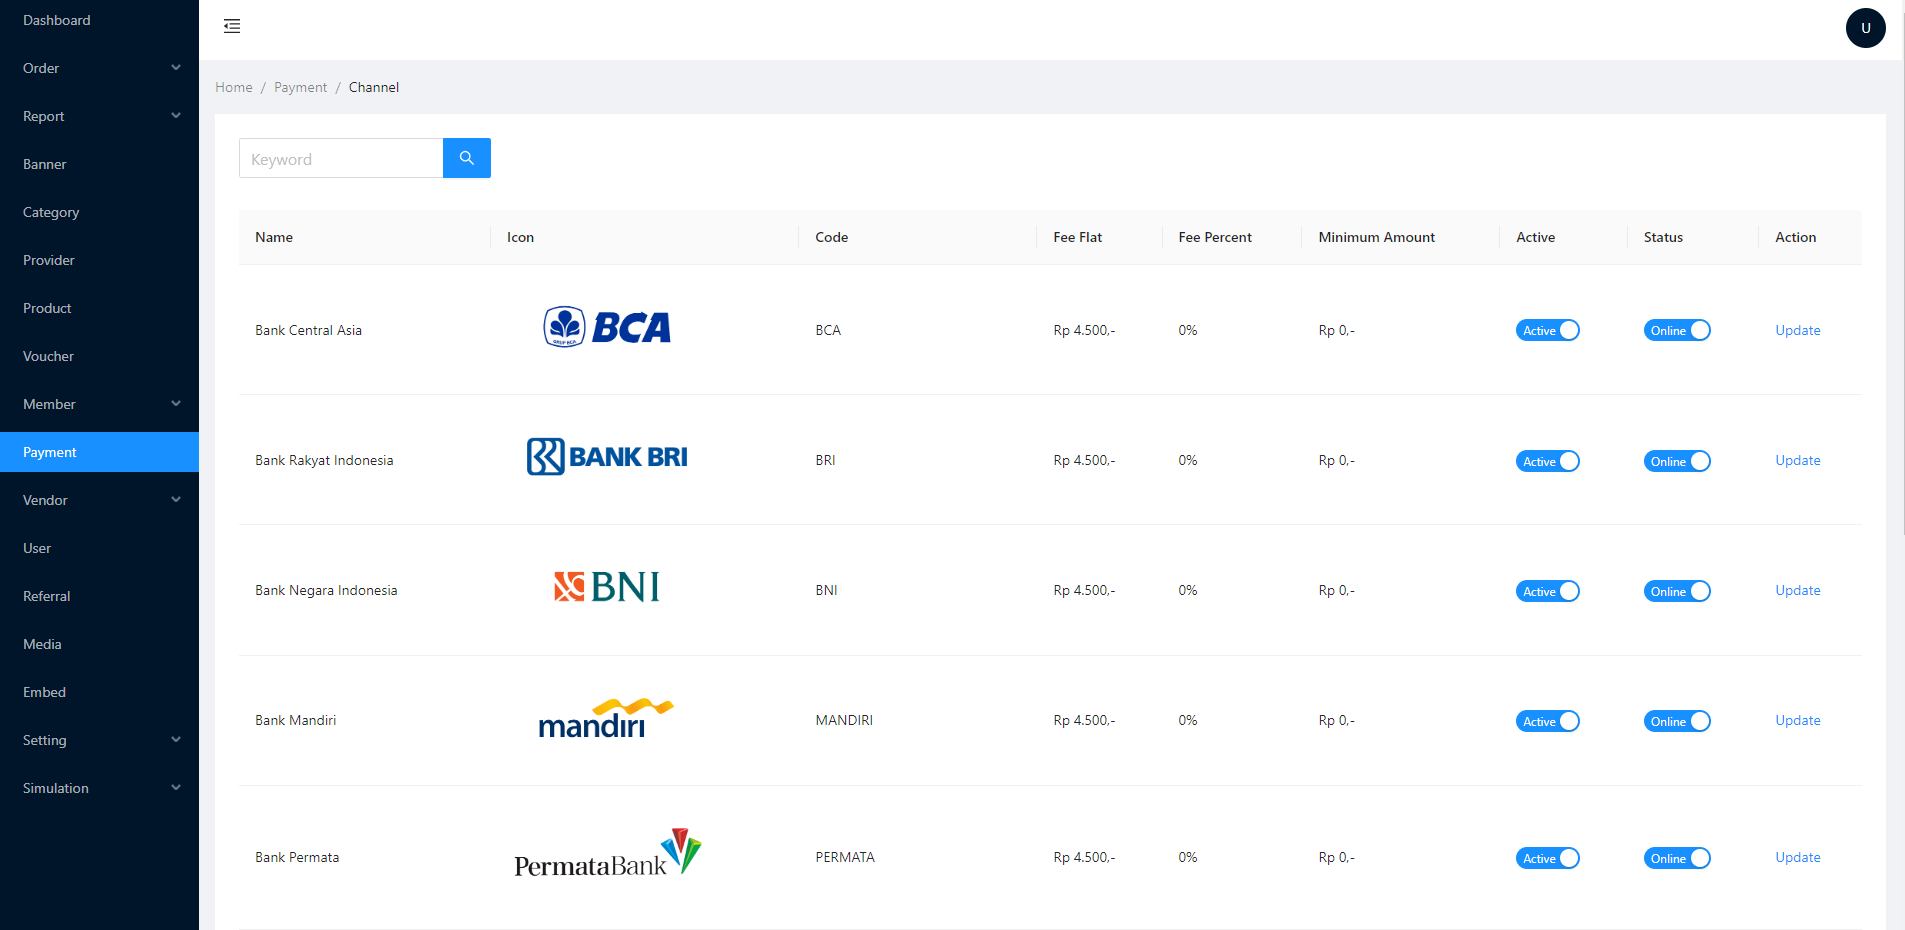 Dashboard
Order
Report
Banner
Category
Provider
Product
Voucher
Member
Payment
Vendor
User
Referral
Media
Embed
Setting
Simulation
U
Home / Payment / Channel
Keyword
Name Icon Code Fee Flat Fee Percent Minimum Amount Active Status Action
Bank Central Asia GRUP BCA BCA BCA Rp 4.500,- 0% Rp 0,- Active Online Update
Bank Rakyat Indonesia BANK BRI BRI Rp 4.500,- 0% Rp 0,- Active Online Update
Bank Negara Indonesia BNI BNI Rp 4.500,- 0% Rp 0,- Active Online Update
Bank Mandiri mandiri MANDIRI Rp 4.500,- 0% Rp 0,- Active Online Update
Bank Permata PermataBank PERMATA Rp 4.500,- 0% Rp 0,- Active Online Update